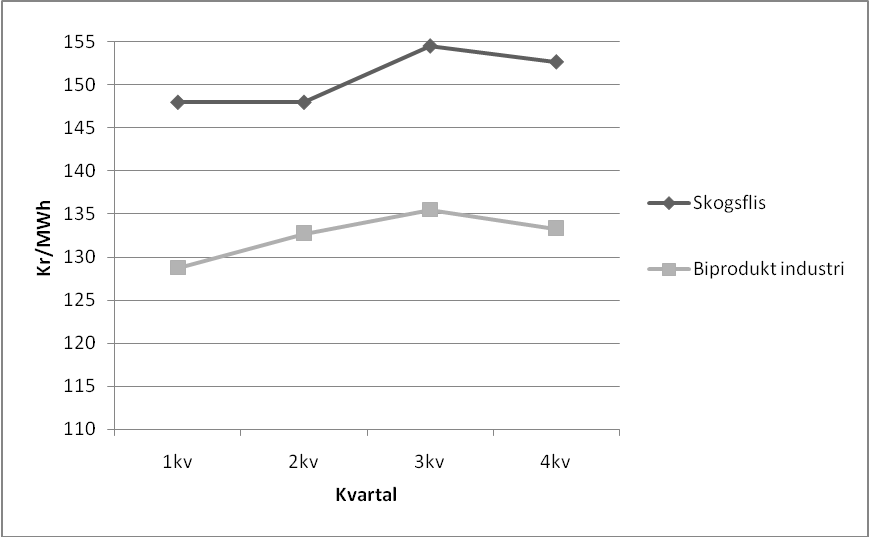 155
150
145
140
135
130
125
120
115
110
Kr/MWh
1kv 2kv 3kv 4kv
Kvartal
Skogsflis
Biprodukt industri